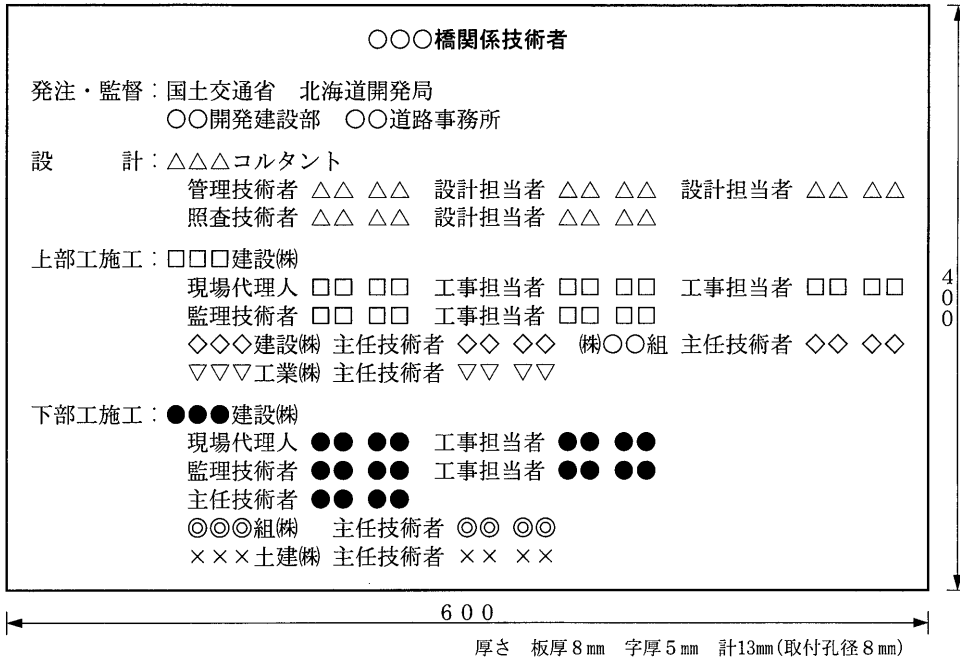 ○○○橋関係技術者
発注・監督：国土交通省　北海道開発局
○○開発建設部　○○道路事務所
設　　　計：△△△コルタント
管理技術者 △△ △△　設計担当者 △△ △△　設計担当者 △△ △△
照査技術者 △△ △△　設計担当者 △△ △△
上部工施工：□□□建設㈱
現場代理人 □□ □□　工事担当者 □□ □□　工事担当者 □□ □□
監理技術者 □□ □□　工事担当者 □□ □□
◇◇◇建設㈱ 主任技術者 ◇◇ ◇◇　㈱○○組 主任技術者 ◇◇ ◇◇
▽▽▽工業㈱ 主任技術者 ▽▽ ▽▽
下部工施工：●●●建設㈱
現場代理人 ●● ●●　工事担当者 ●● ●●
監理技術者 ●● ●●　工事担当者 ●● ●●
主任技術者 ●● ●●
◎◎◎組㈱　主任技術者 ◎◎ ◎◎
×××土建㈱ 主任技術者 ×× ××
400
600
厚さ　板厚8㎜　字厚5㎜　計13㎜(取付孔径8㎜)